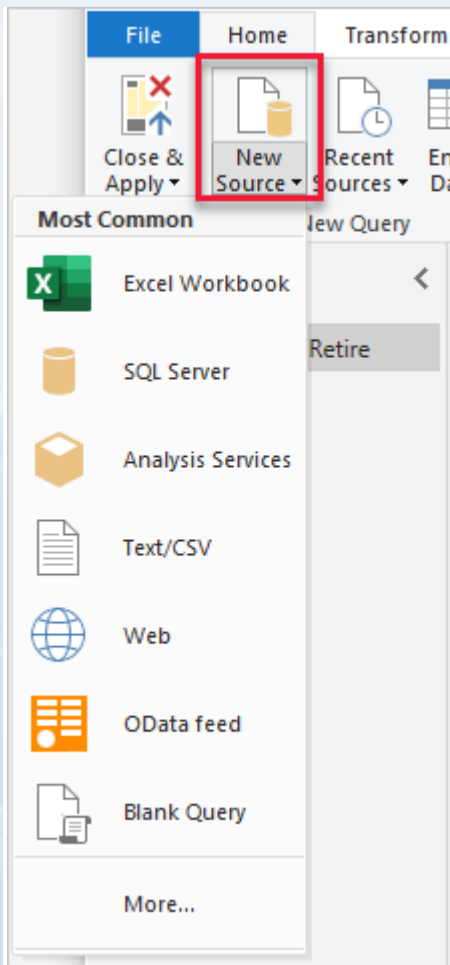 File Home Transform
Close & Apply
New Source
Recent Sources
New Query
Most Common
Excel Workbook
Retire
SQL Server
Analysis Services
Text/CSV
Web
OData feed
Blank Query
More...